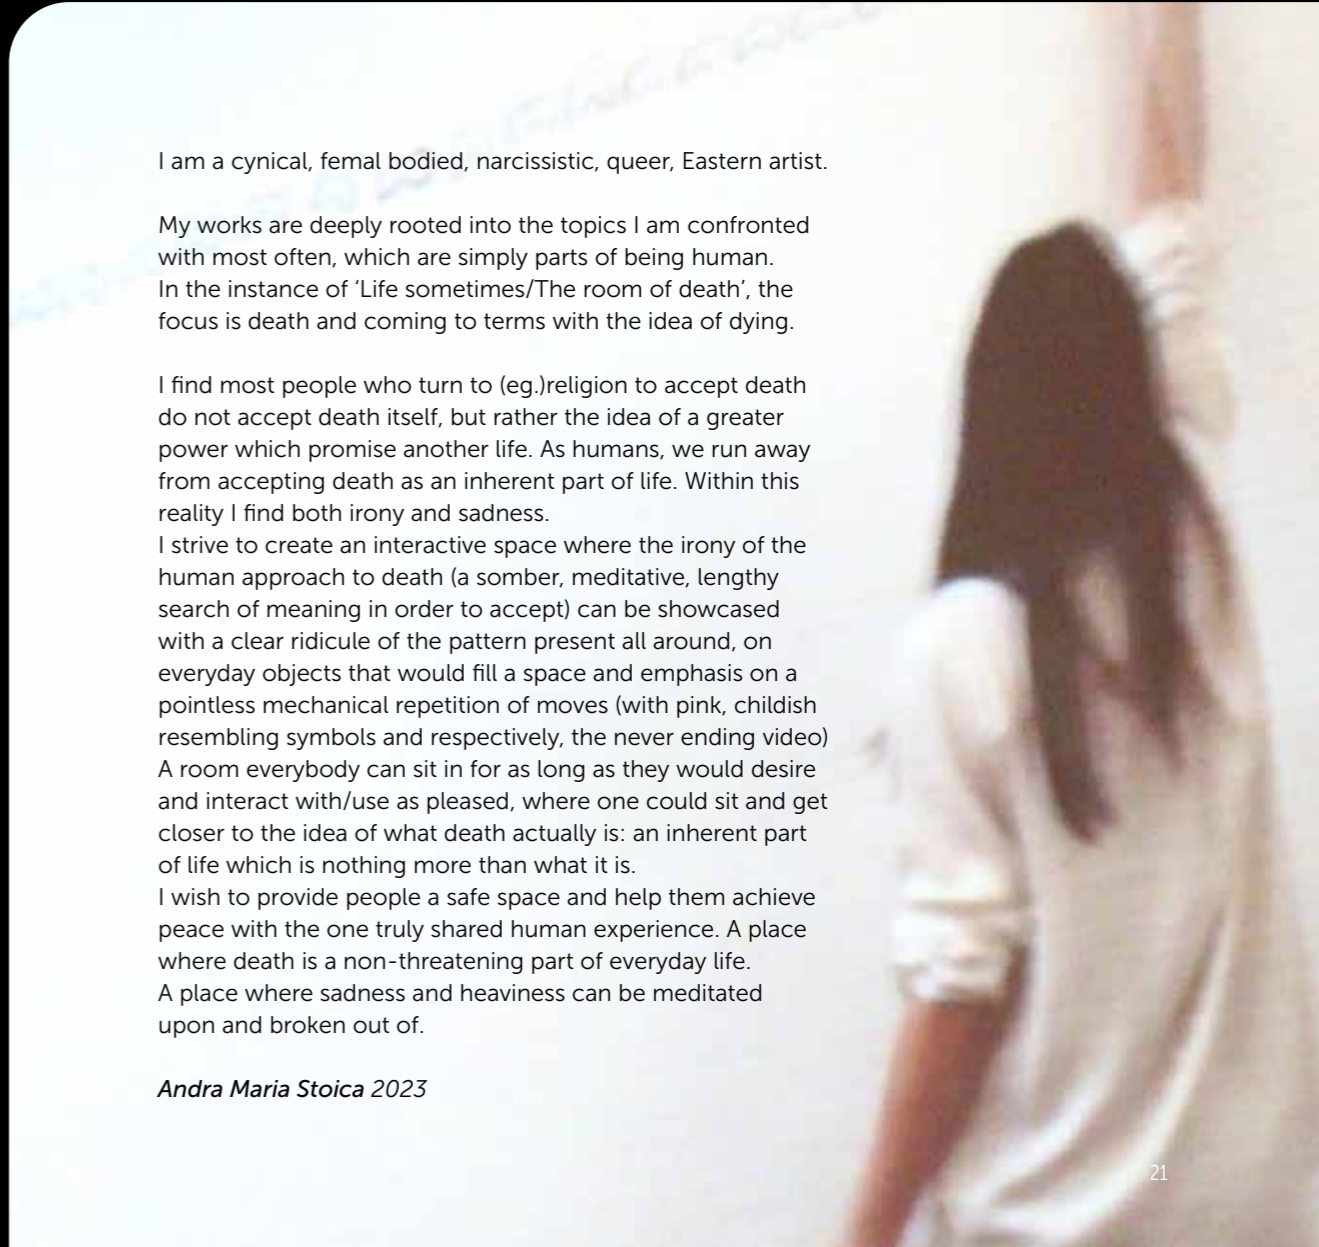 I am a cynical, femal bodied, narcissistic, queer, Eastern artist.
My works are deeply rooted into the topics I am confronted
with most often, which are simply parts of being human.
In the instance of ‘Life sometimes/The room of death’, the
focus is death and coming to terms with the idea of dying.
I find most people who turn to (eg.)religion to accept death
do not accept death itself, but rather the idea of a greater
power which promise another life. As humans, we run away
from accepting death as an inherent part of life. Within this
reality I find both irony and sadness.
I strive to create an interactive space where the irony of the
human approach to death (a somber, meditative, lengthy
search of meaning in order to accept) can be showcased
with a clear ridicule of the pattern present all around, on
everyday objects that would fill a space and emphasis on a
pointless mechanical repetition of moves (with pink, childish
resembling symbols and respectively, the never ending video)
A room everybody can sit in for as long as they would desire
and interact with/use as pleased, where one could sit and get
closer to the idea of what death actually is: an inherent part
of life which is nothing more than what it is.
I wish to provide people a safe space and help them achieve
peace with the one truly shared human experience. A place
where death is a non-threatening part of everyday life.
A place where sadness and heaviness can be meditated
upon and broken out of.
Andra Maria Stoica 2023
21